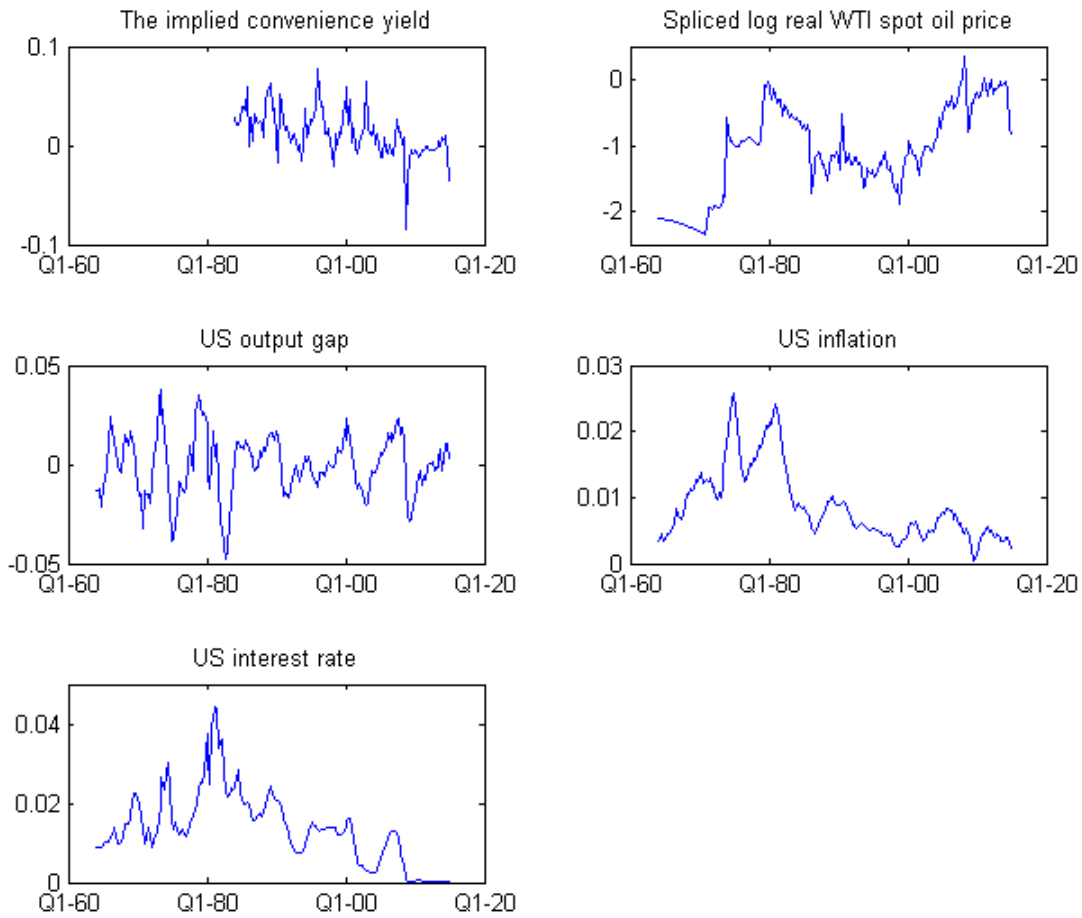 The implied convenience yield
0.1
0
-0.1
Q1-60 Q1-80 Q1-00 Q1-20
Spliced log real WTI spot oil price
0
-1
-2
Q1-60 Q1-80 Q1-00 Q1-20
US output gap
0.05
0
-0.05
Q1-60 Q1-80 Q1-00 Q1-20
US inflation
0.03
0.02
0.01
0
Q1-60 Q1-80 Q1-00 Q1-20
US interest rate
0.04
0.02
0
Q1-60 Q1-80 Q1-00 Q1-20